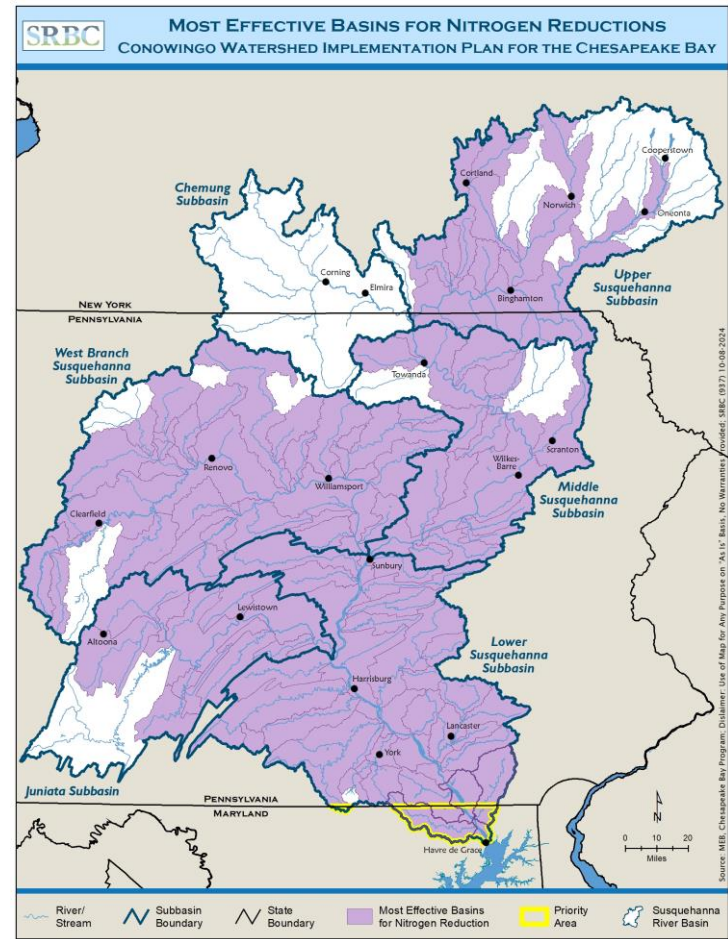 SRBC
MOST EFFECTIVE BASINS FOR NITROGEN REDUCTIONS
CONOWINGO WATERSHED IMPLEMENTATION PLAN FOR THE CHESAPEAKE BAY
Cooperstown
Cortland
Chemung
Subbasin
Norwich
Oneonta
Corning
Elmira
Binghamton
Upper
Susquehanna
Subbasin
NEW YORK
PENNSYLVANIA
West Branch
Susquehanna
Subbasin
Towanda
Scranton
Renovo
Wilkes-
Barre
Williamsport
Middle
Susquehanna
Subbasin
Clearfield
Sunbury
Lewistown
Altoona
Lower
Susquehanna
Subbasin
Harrisburg
Lancaster
York
Juniata Subbasin
PENNSYLVANIA
MARYLAND
Havre de Grace
N
0 10 20
Miles
Source: MEB, Chesapeake Bay Program; Dislaimer: Use of Map for Any Purpose on "As Is" Basis, No Warranties Provided; SRBC (937) 10-08-2024
River/
Stream
Subbasin
Boundary
State
Boundary
Most Effective Basins
for Nitrogen Reduction
Priority
Area
Susquehanna
River Basin